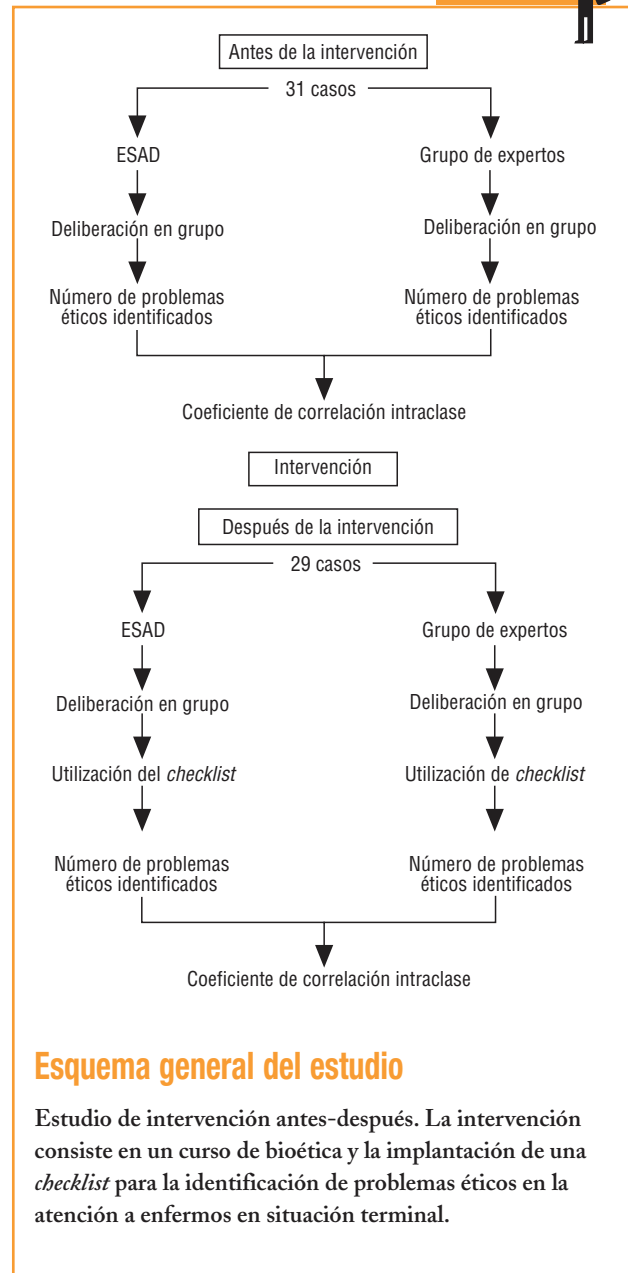 Antes de la intervención
31 casos
ESAD
Grupo de expertos
Deliberación en grupo
Deliberación en grupo
Número de problemas
éticos identificados
Número de problemas
éticos identificados
Coeficiente de correlación intraclase
Intervención
Después de la intervención
29 casos
ESAD
Grupo de expertos
Deliberación en grupo
Deliberación en grupo
Utilización del checklist
Utilización de checklist
Número de problemas
éticos identificados
Número de problemas
éticos identificados
Coeficiente de correlación intraclase
Esquema general del estudio
Estudio de intervención antes-después. La intervención
consiste en un curso de bioética y la implantación de una
checklist para la identificación de problemas éticos en la
atención a enfermos en situación terminal.